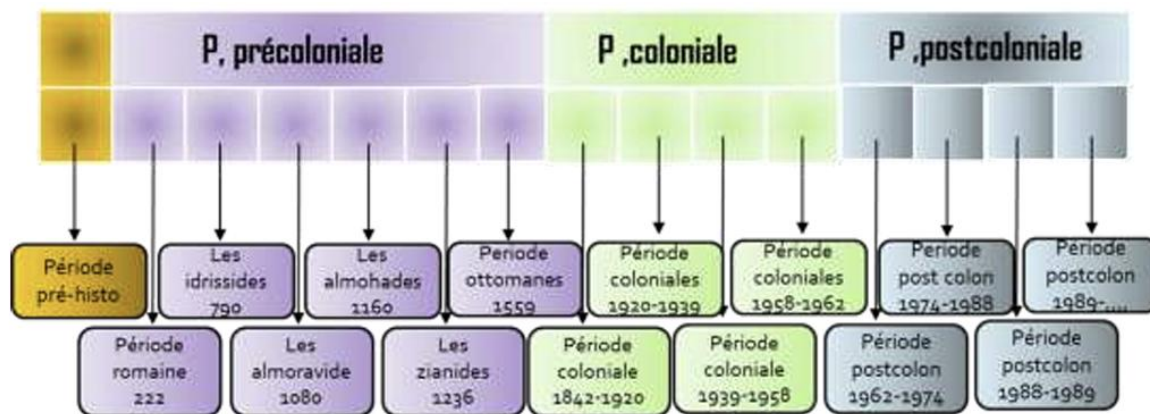 P, précoloniale
P ,coloniale
P ,postcoloniale
Période
pré-histo
Les
idrissides
790
Les
almohades
1160
Periode
ottomanes
1559
Période
coloniales
1920-1939
Période
coloniales
1958-1962
Periode
post colon
1974-1988
Période
postcolon
1989-....
Période
romaine
222
Les
almoravide
1080
Les
zianides
1236
Période
coloniale
1842-1920
Période
coloniale
1939-1958
Période
postcolon
1962-1974
Période
postcolon
1988-1989